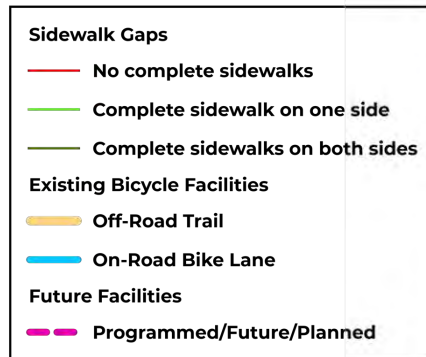 Sidewalk Gaps
No complete sidewalks
Complete sidewalk on one side
Complete sidewalks on both sides
Existing Bicycle Facilities
Off-Road Trail
On-Road Bike Lane
Future Facilities
Programmed/Future/Planned